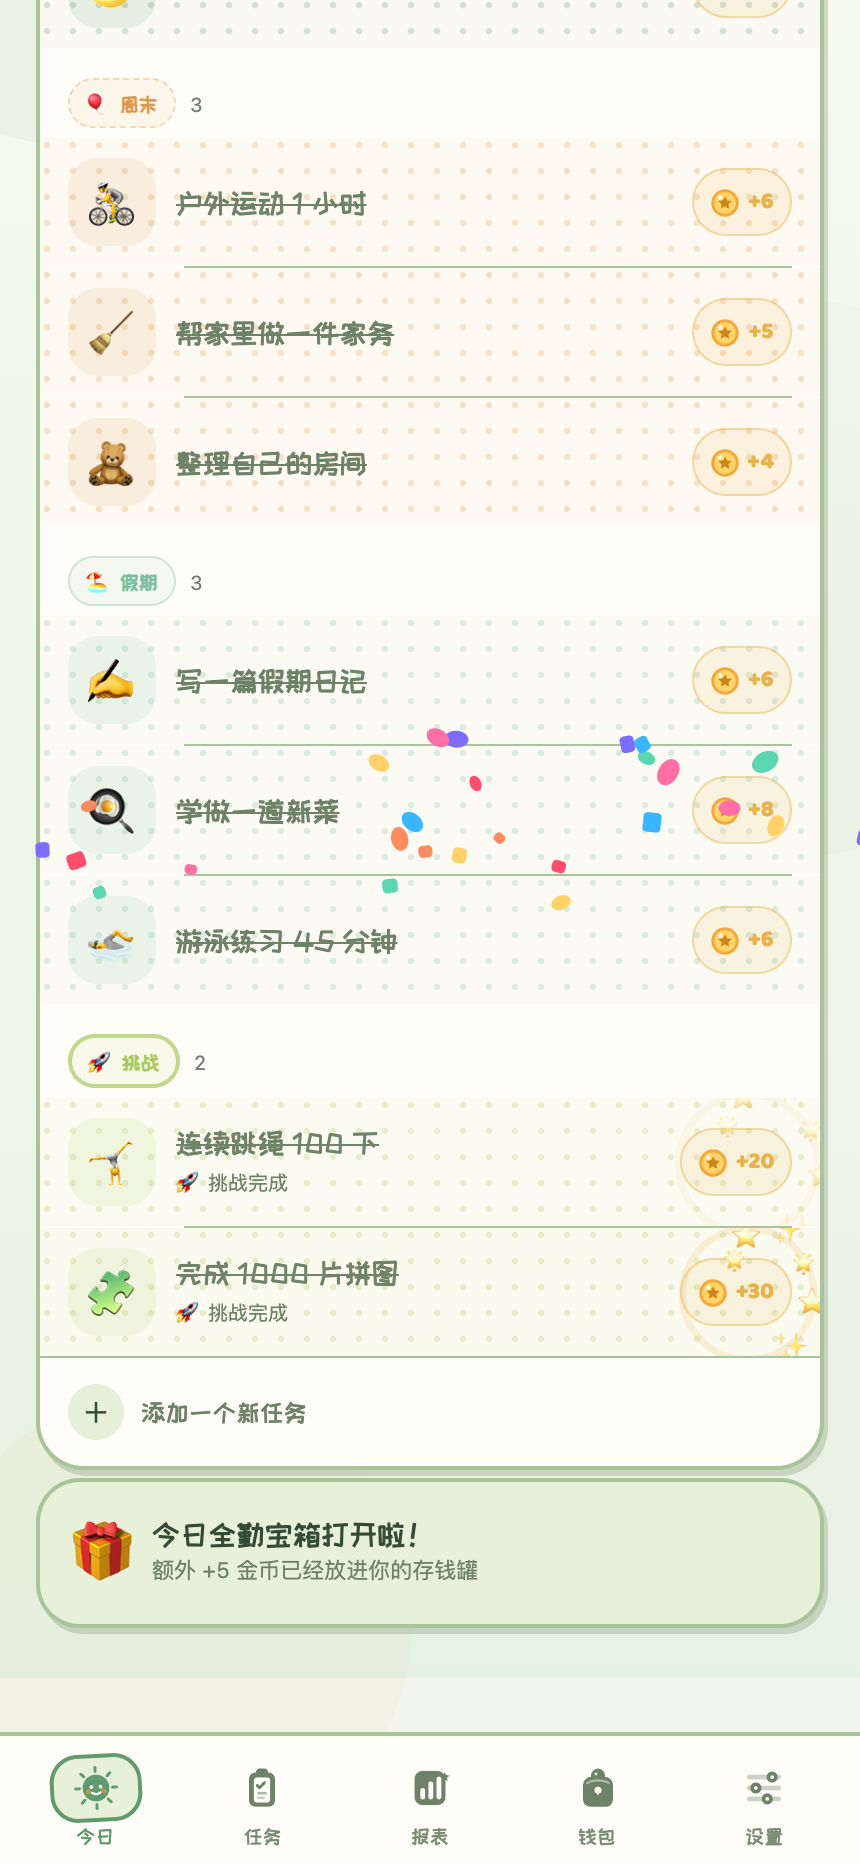 周末 3
户外运动 1 小时
+6
帮家里做一件家务
+5
整理自己的房间
+4
假期 3
写一篇假期日记
+6
学做一道新菜
+8
游泳练习 45 分钟
+6
挑战 2
连续跳绳 100 下
挑战完成
+20
完成 1000 片拼图
挑战完成
+30
添加一个新任务
今日全勤宝箱打开啦！
额外 +5 金币已经放进你的存钱罐
今日 任务 报表 钱包 设置